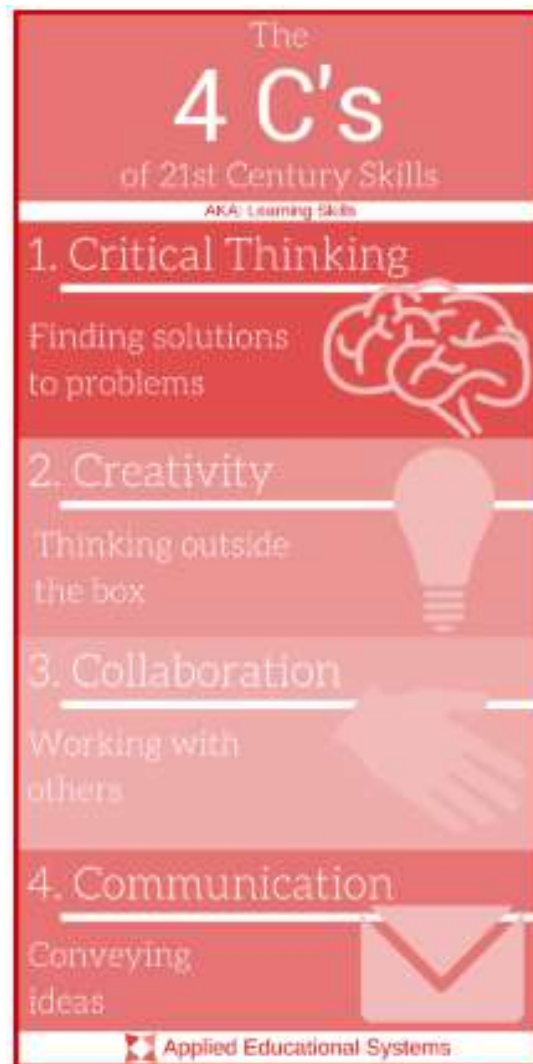 The
4 C's
of 21st Century Skills
AKA: Learning Skills
1. Critical Thinking
Finding solutions
to problems
2. Creativity
Thinking outside
the box
3. Collaboration
Working with
others
4. Communication
Conveying
ideas
Applied Educational Systems